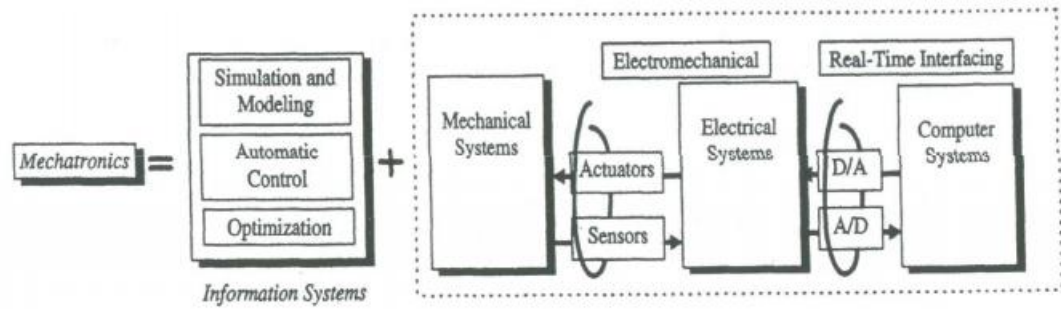 Mechatronics
=
Simulation and
Modeling
Automatic
Control
Optimization
Information Systems
+
Electromechanical
Real-Time Interfacing
Mechanical
Systems
Actuators
Sensors
Electrical
Systems
D/A
A/D
Computer
Systems